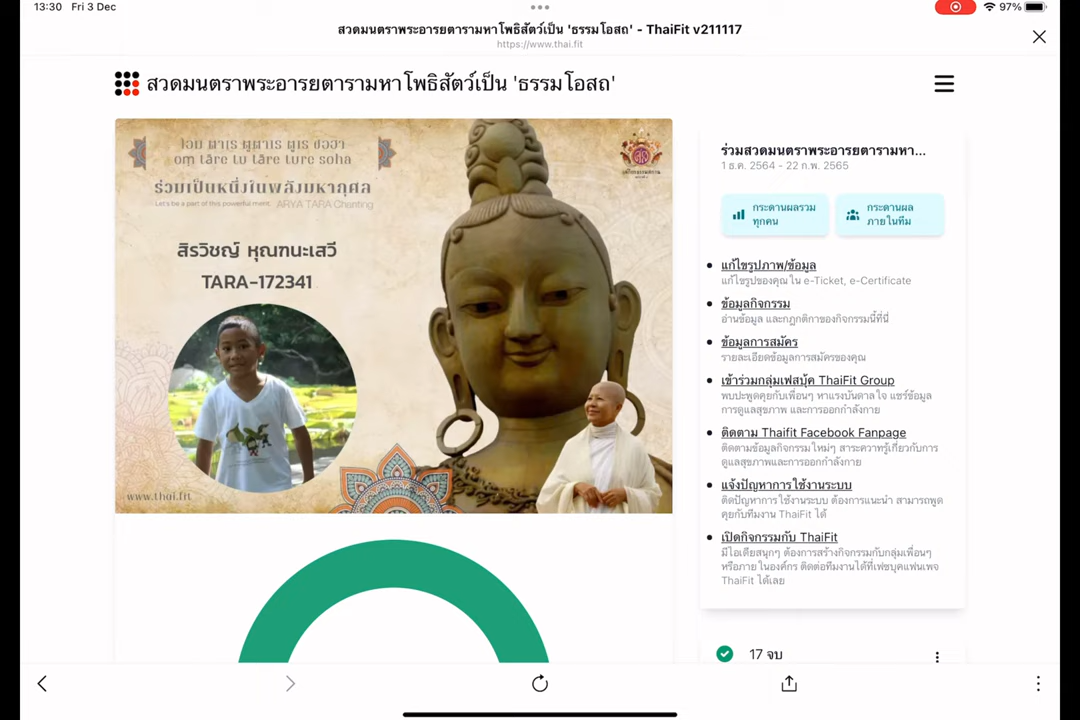 13:30 Fri 3 Dec
97%
สวดมนตราพระอารยตารามหาโพธิสัตว์เป็น 'ธรรมโอสถ' - ThaiFit v211117
https://www.thai.fit
สวดมนตราพระอารยตารามหาโพธิสัตว์เป็น 'ธรรมโอสถ'
โอม ตาเร ตูตาเร ตูเร โซฮา
oṃ tāre tu tāre ture soha
ร่วมเป็นหนึ่งในพลังมหากุศล
Let's be a part of this powerful merit. ARYA TARA Chanting
สิรวิชญ์ หุณฑนะเสวี
TARA-172341
www.thai.fit
ร่วมสวดมนตราพระอารยตารามหา...
1 ธ.ค. 2564 - 22 ก.พ. 2565
กระดานผลรวม
ทุกคน
กระดานผล
ภายในทีม
แก้ไขรูปภาพ/ข้อมูล
แก้ไขรูปของคุณ ใน e-Ticket, e-Certificate
ข้อมูลกิจกรรม
อ่านข้อมูล และกฎกติกาของกิจกรรมนี้ที่นี่
ข้อมูลการสมัคร
รายละเอียดข้อมูลการสมัครของคุณ
เข้าร่วมกลุ่มเฟสบุ้ค ThaiFit Group
พบปะพูดคุยกับเพื่อนๆ หาแรงบันดาลใจ แชร์ข้อมูล
การดูแลสุขภาพ และการออกกำลังกาย
ติดตาม Thaifit Facebook Fanpage
ติดตามข้อมูลกิจกรรมใหม่ๆ สาระความรู้เกี่ยวกับการ
ดูแลสุขภาพและการออกกำลังกาย
แจ้งปัญหาการใช้งานระบบ
ติดปัญหาการใช้งานระบบ ต้องการแนะนำ สามารถพูด
คุยกับทีมงาน ThaiFit ได้
เปิดกิจกรรมกับ ThaiFit
มีไอเดียสนุกๆ ต้องการสร้างกิจกรรมกับกลุ่มเพื่อนๆ
หรือภายในองค์กร ติดต่อทีมงานได้ที่เฟซบุคแฟนเพจ
ThaiFit ได้เลย
17 จบ